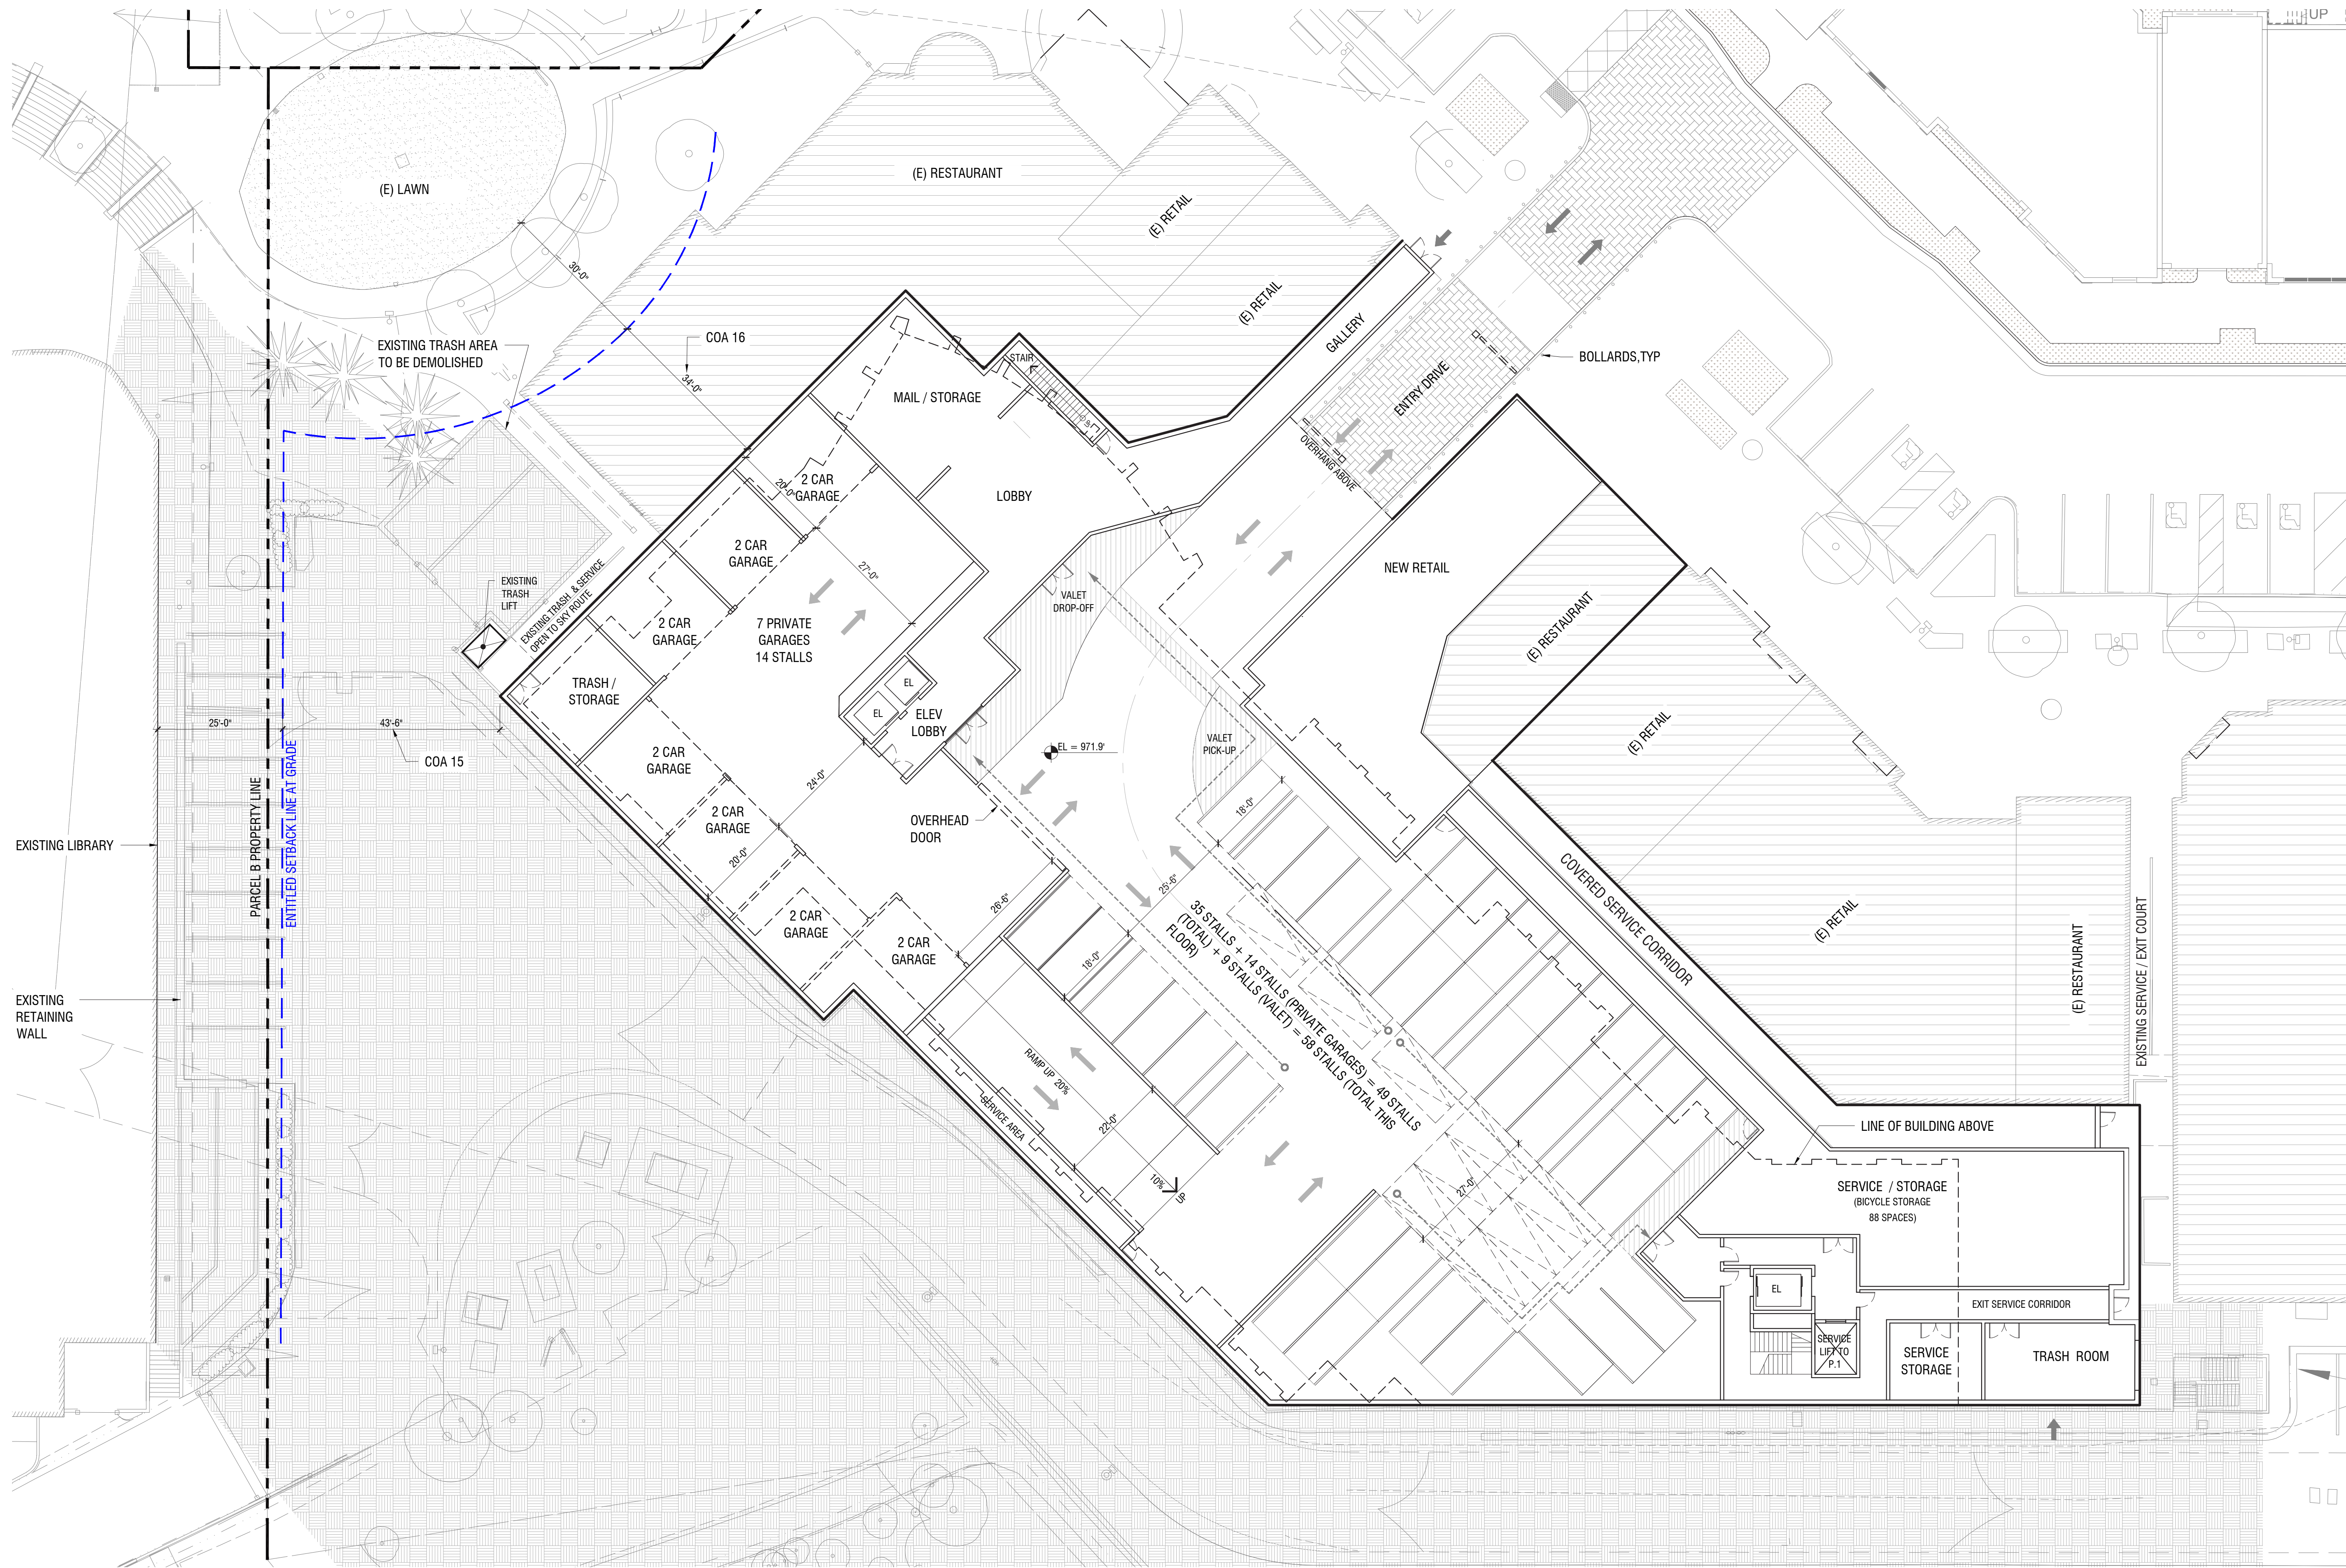 UP
(E) LAWN
(E) RESTAURANT
(E) RETAIL
(E) RETAIL
30'-0"
COA 16
34'-0"
EXISTING TRASH AREA
TO BE DEMOLISHED
GALLERY
ENTRY DRIVE
BOLLARDS,TYP
OVERHANG ABOVE
STAIR
MAIL / STORAGE
LOBBY
2 CAR
GARAGE
20'-0"
2 CAR
GARAGE
27'-0"
2 CAR
GARAGE
7 PRIVATE
GARAGES
14 STALLS
EXISTING
TRASH
LIFT
EXISTING TRASH & SERVICE
OPEN TO SKY ROUTE
TRASH /
STORAGE
VALET
DROP-OFF
NEW RETAIL
(E) RESTAURANT
(E) RETAIL
(E) RETAIL
(E) RESTAURANT
EXISTING SERVICE / EXIT COURT
EL
EL
ELEV
LOBBY
EL = 971.9'
VALET
PICK-UP
25'-0"
43'-6"
COA 15
PARCEL B PROPERTY LINE
ENTITLED SETBACK LINE AT GRADE
EXISTING LIBRARY
EXISTING
RETAINING
WALL
2 CAR
GARAGE
24'-0"
2 CAR
GARAGE
20'-0"
OVERHEAD
DOOR
2 CAR
GARAGE
2 CAR
GARAGE
26'-6"
18'-0"
25'-6"
18'-0"
35 STALLS + 14 STALLS (PRIVATE GARAGES) = 49 STALLS
(TOTAL) + 9 STALLS (VALET) = 58 STALLS (TOTAL THIS
FLOOR)
COVERED SERVICE CORRIDOR
RAMP UP 20%
SERVICE AREA
22'-0"
10%
UP
27'-0"
LINE OF BUILDING ABOVE
SERVICE / STORAGE
(BICYCLE STORAGE
88 SPACES)
EL
EXIT SERVICE CORRIDOR
SERVICE
LIFT TO
P.1
SERVICE
STORAGE
TRASH ROOM